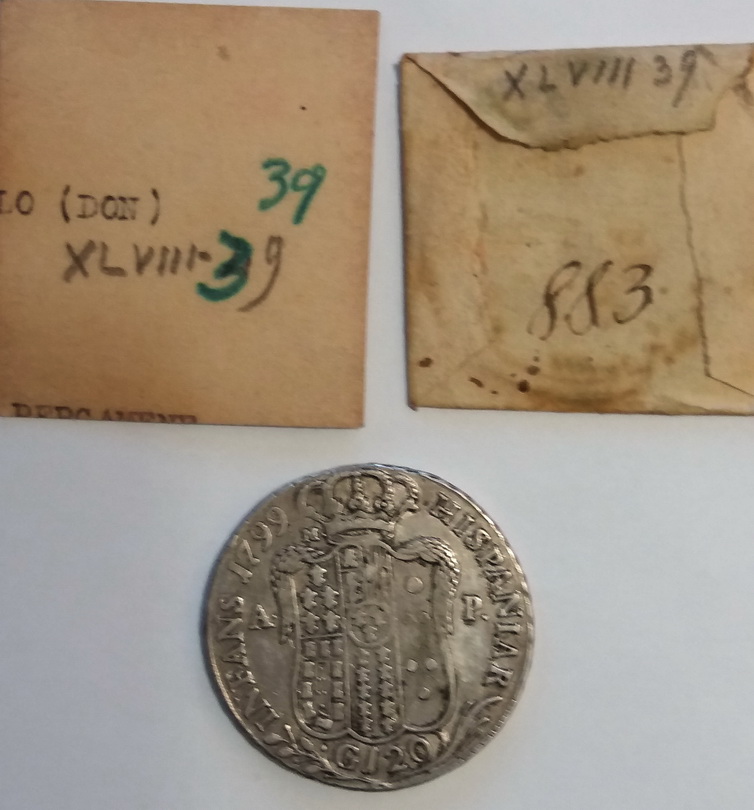 39
LO (DON)
XLVIII-39
XLVIII 39
883
HISPANIAR INFANS 1799
M
A. P.
G 120